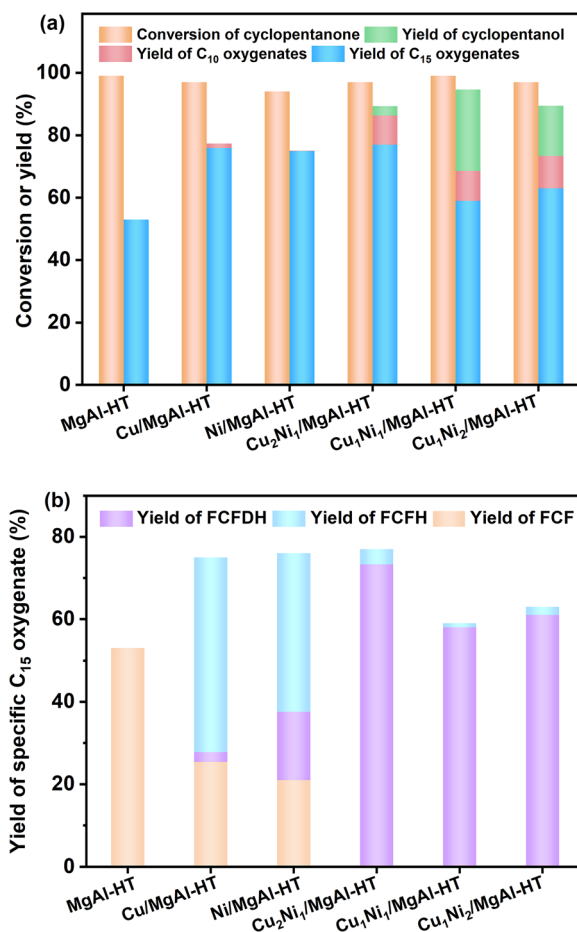 (a)
Conversion of cyclopentanone Yield of cyclopentanol
Yield of C10 oxygenates Yield of C15 oxygenates
Conversion or yield (%)
100
80
60
40
20
0
MgAl-HT
Cu/MgAl-HT
Ni/MgAl-HT
Cu2Ni1/MgAl-HT
Cu1Ni1/MgAl-HT
Cu1Ni2/MgAl-HT
(b)
Yield of FCFDH Yield of FCFH Yield of FCF
Yield of specific C15 oxygenate (%)
80
60
40
20
0
MgAl-HT
Cu/MgAl-HT
Ni/MgAl-HT
Cu2Ni1/MgAl-HT
Cu1Ni1/MgAl-HT
Cu1Ni2/MgAl-HT